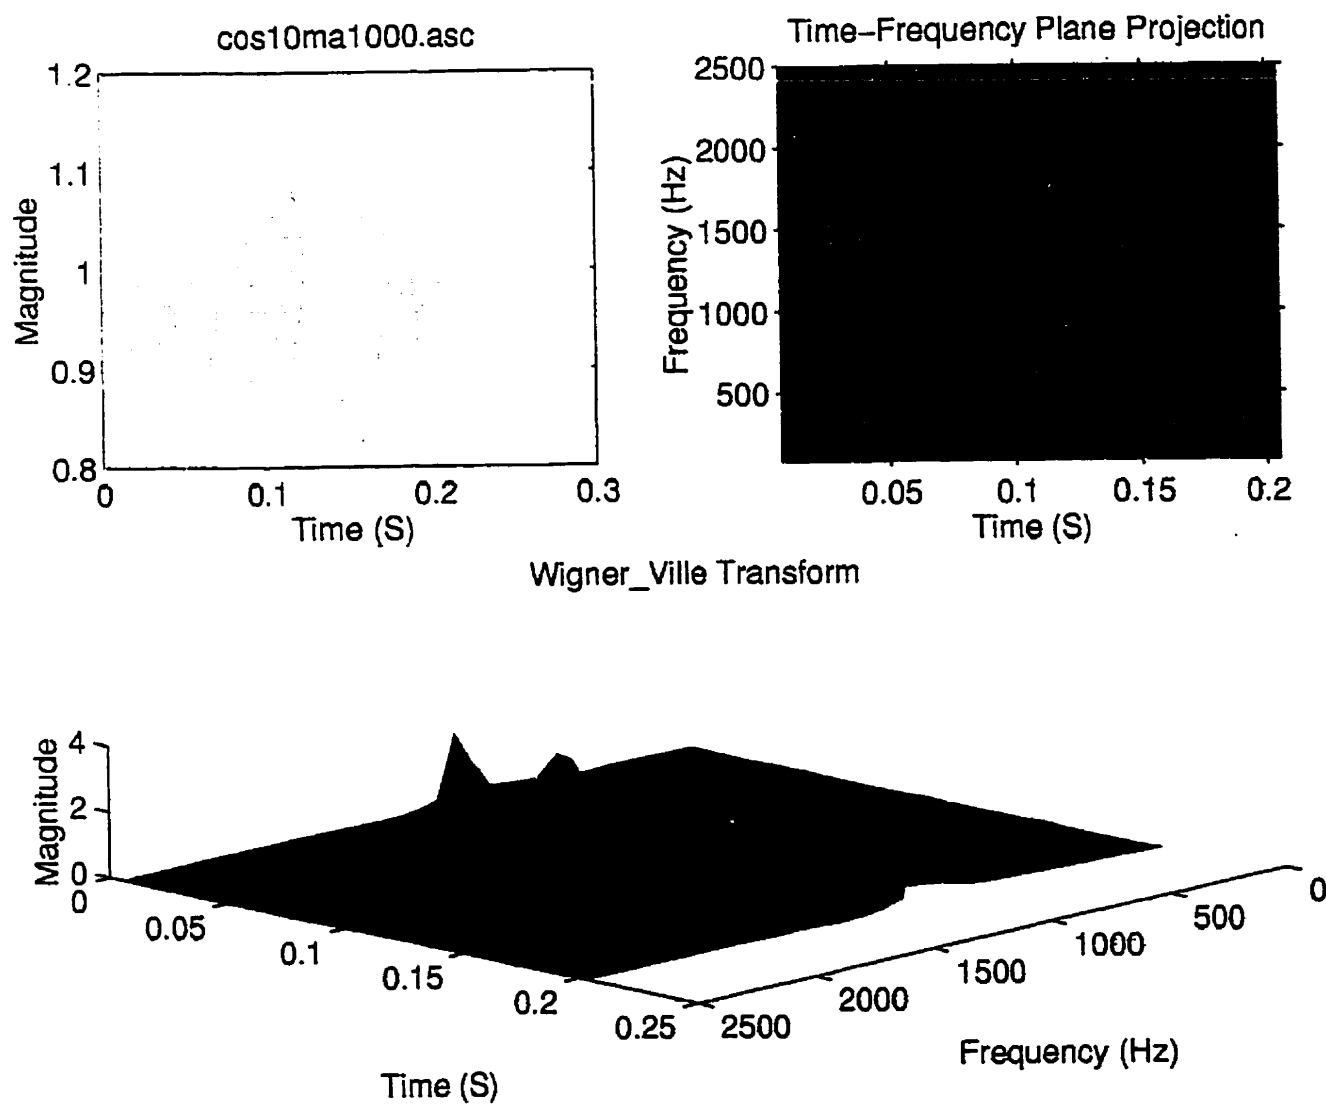 cos10ma1000.asc
1.2
1.1
1
0.9
0.8
Magnitude
0 0.1 0.2 0.3
Time (S)
Time-Frequency Plane Projection
2500
2000
1500
1000
500
Frequency (Hz)
0.05 0.1 0.15 0.2
Time (S)
Wigner_Ville Transform
4
2
0
Magnitude
0
0.05
0.1
0.15
0.2
0.25
Time (S)
2500
2000
1500
1000
500
0
Frequency (Hz)